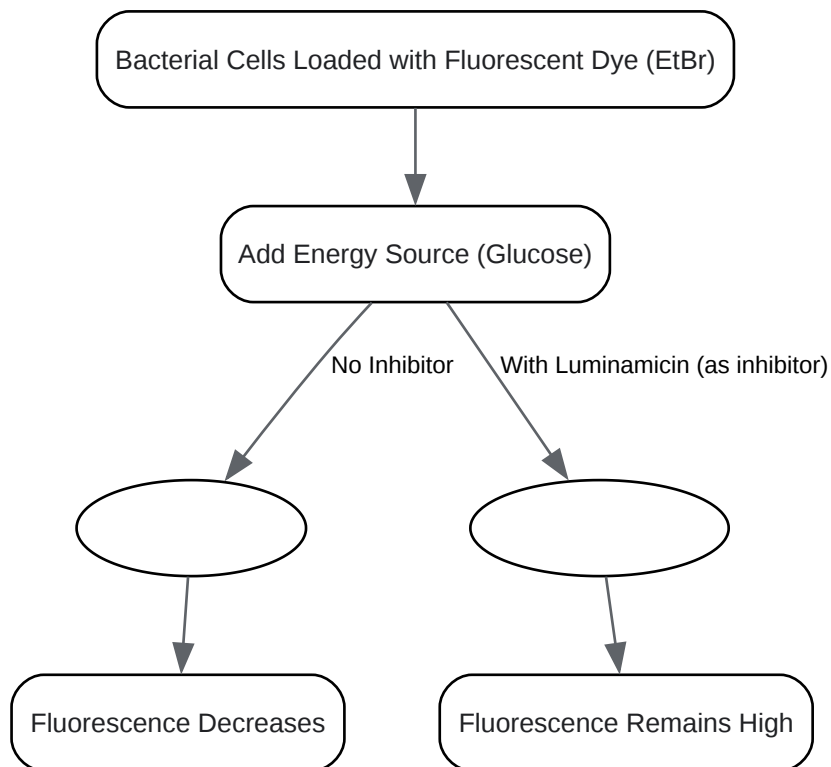 Bacterial Cells Loaded with Fluorescent Dye (EtBr)
Add Energy Source (Glucose)
No Inhibitor
With Luminamicin (as inhibitor)
Fluorescence Decreases
Fluorescence Remains High